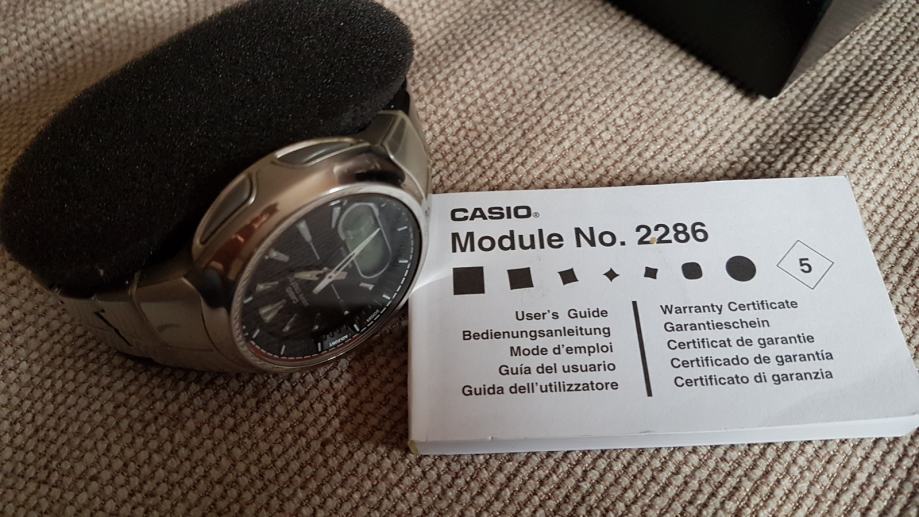 CASIO®
Module No. 2286
5
User's Guide
Bedienungsanleitung
Mode d'emploi
Guía del usuario
Guida dell'utilizzatore
Warranty Certificate
Garantieschein
Certificat de garantie
Certificado de garantía
Certificato di garanzia
ADJUST